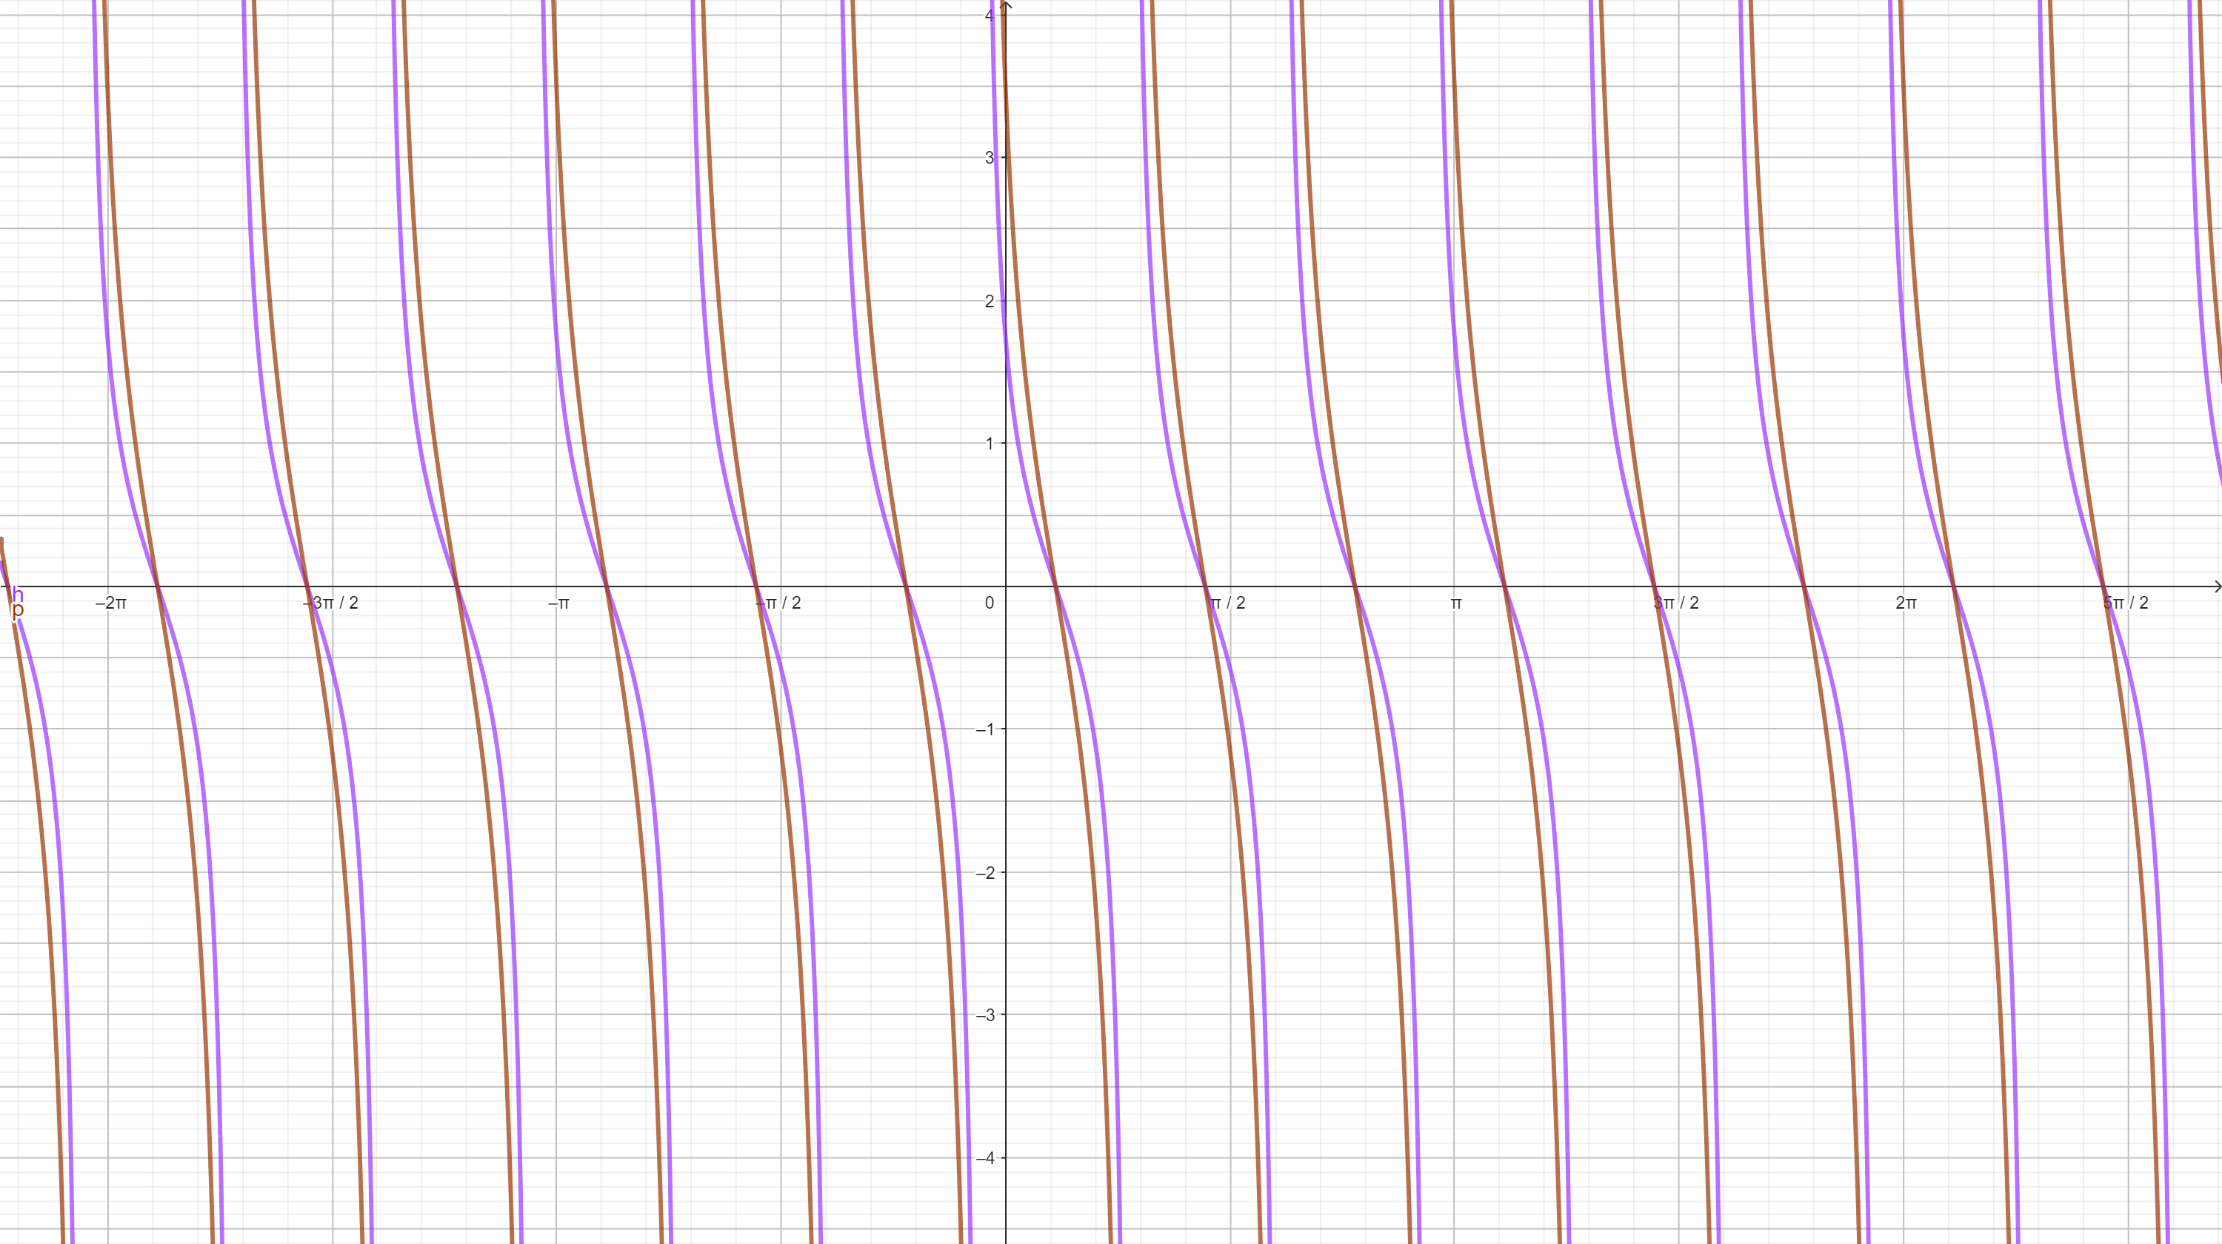 4
3
2
1
h
p
–2π
–3π / 2
–π
–π / 2
0
π / 2
π
3π / 2
2π
5π / 2
–1
–2
–3
–4